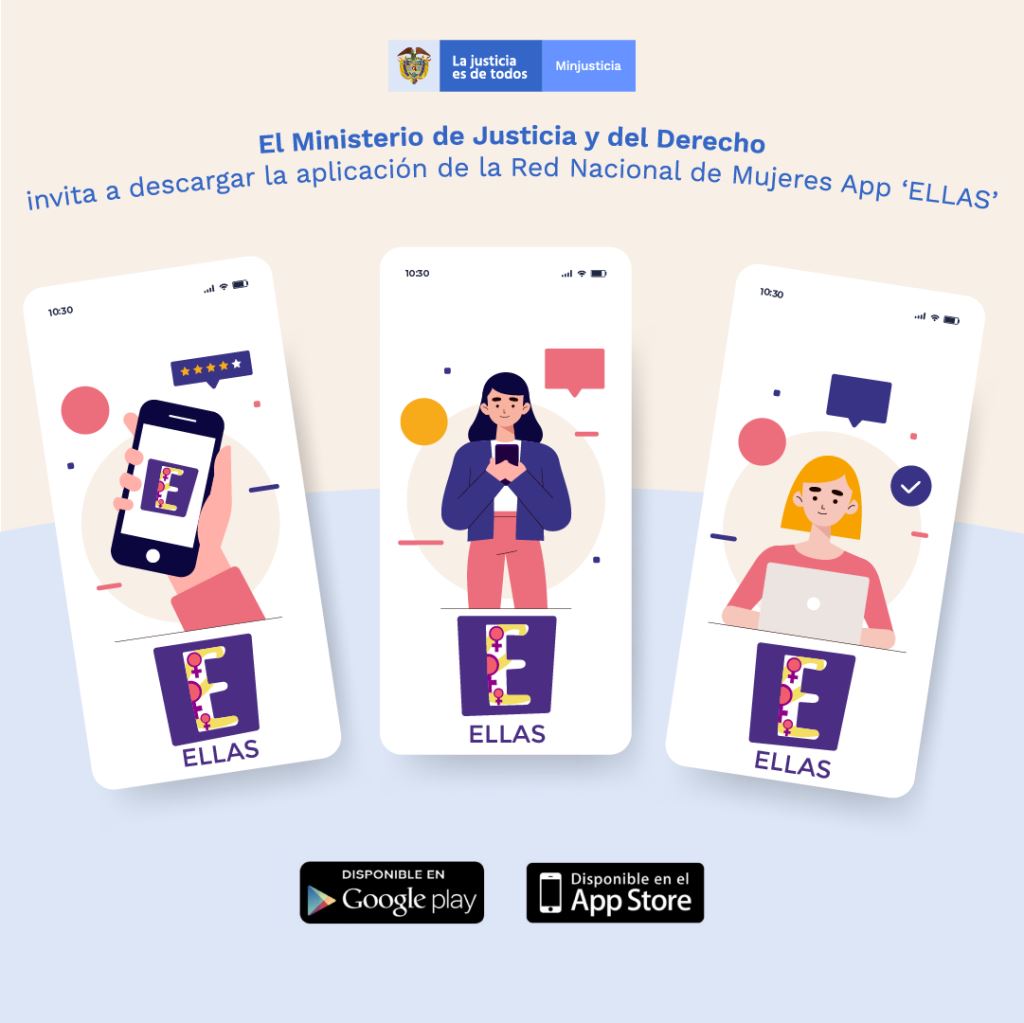 La justicia
es de todos
Minjusticia
El Ministerio de Justicia y del Derecho
invita a descargar la aplicación de la Red Nacional de Mujeres App ‘ELLAS’
10:30
10:30
10:30
E
E
ELLAS
E
ELLAS
E
ELLAS
DISPONIBLE EN
Google play
Disponible en el
App Store